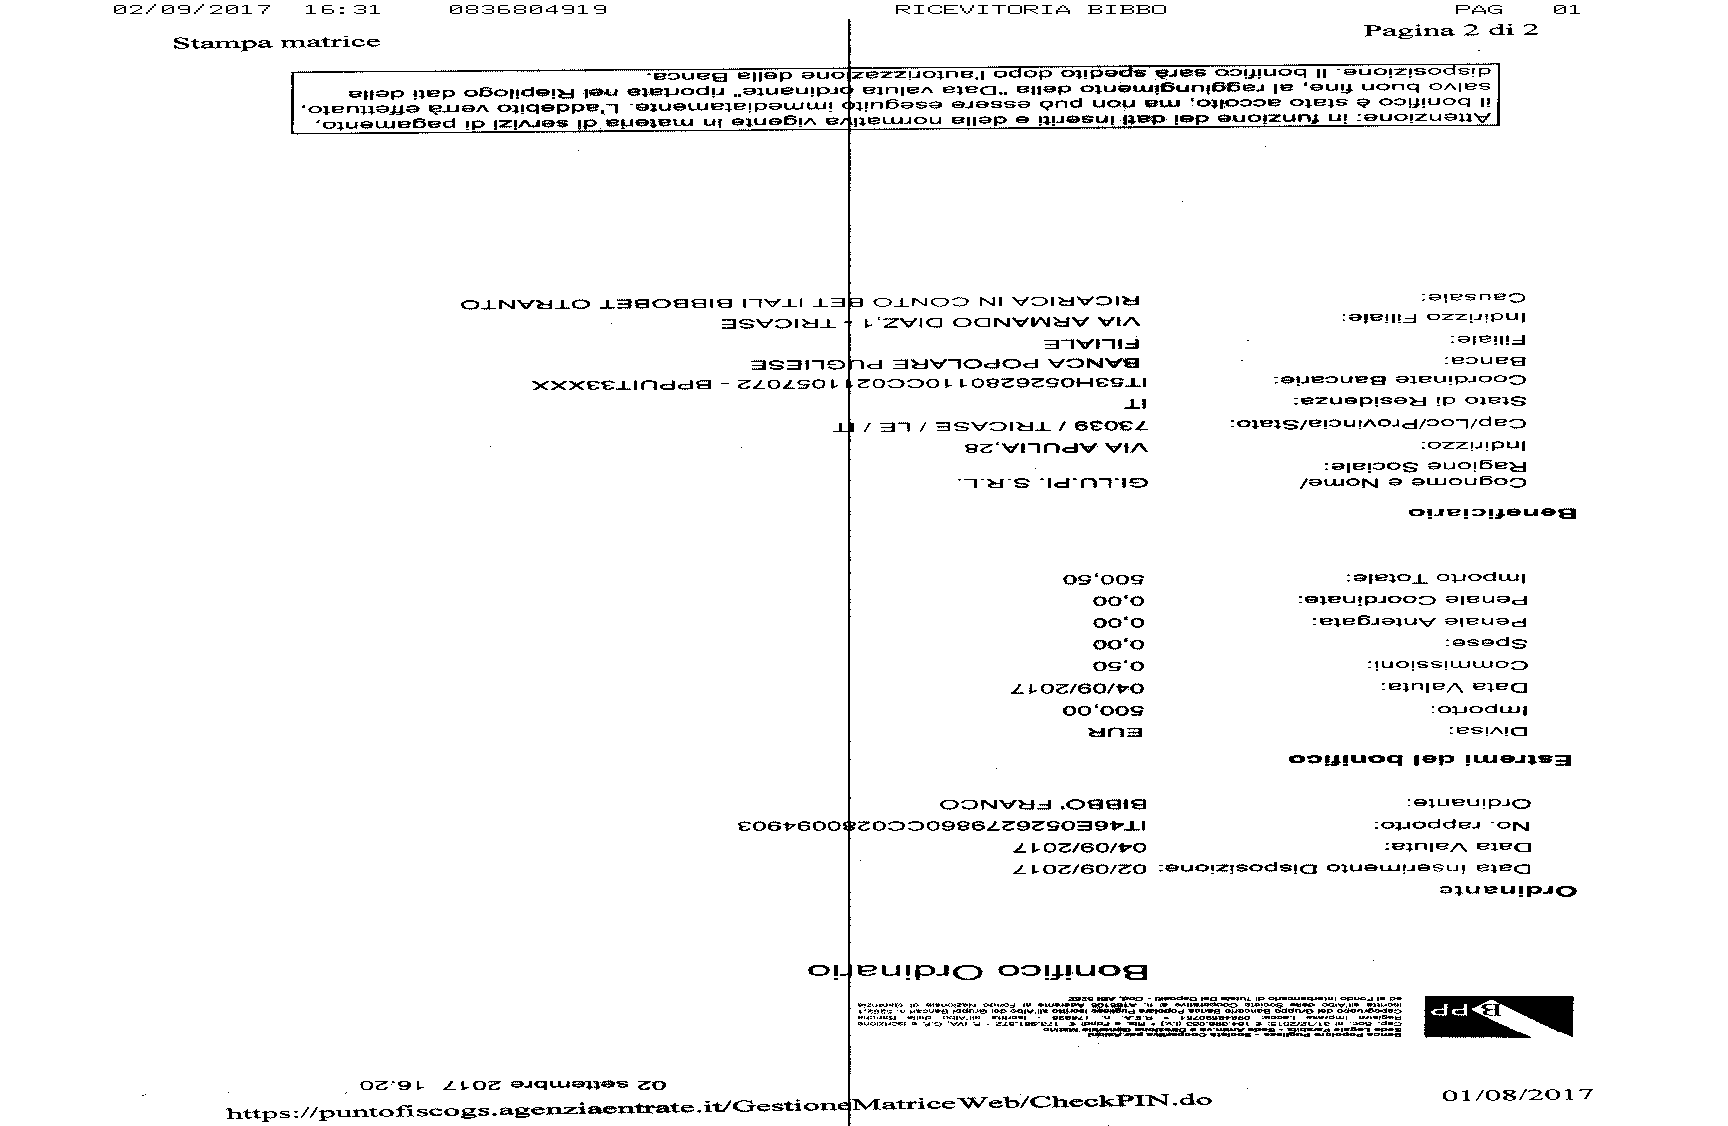 02/09/2017 16:31 0836804919 RICEVITORIA BIBBO PAG 01
Stampa matrice Pagina 2 di 2
02 settembre 2017 16.20
BPP
Banca Popolare Pugliese - Società Cooperativa per Azioni
Bonifico Ordinario
Ordinante
Data Inserimento Disposizione: 02/09/2017
Data Valuta: 04/09/2017
No. rapporto: IT46E0526279860CC0280094903
Ordinante: BIBBO' FRANCO
Estremi del bonifico
Divisa: EUR
Importo: 500,00
Data Valuta: 04/09/2017
Commissioni: 0,50
Spese: 0,00
Penale Antergata: 0,00
Penale Coordinate: 0,00
Importo Totale: 500,50
Beneficiario
Cognome e Nome/ GI.LU.PI. S.R.L.
Ragione Sociale:
Indirizzo: VIA APULIA,28
Cap/Loc/Provincia/Stato: 73039 / TRICASE / LE / IT
Stato di Residenza: IT
Coordinate Bancarie: IT53H0526280110CC0211057072 - BPPUIT33XXX
Banca: BANCA POPOLARE PUGLIESE
Filiale: FILIALE
Indirizzo Filiale: VIA ARMANDO DIAZ,1 - TRICASE
Causale: RICARICA IN CONTO BET ITALI BIBBOBET OTRANTO
Attenzione: in funzione dei dati inseriti e della normativa vigente in materia di servizi di pagamento,
il bonifico è stato accolto, ma non può essere eseguito immediatamente. L'addebito verrà effettuato,
salvo buon fine, al raggiungimento della "Data valuta ordinante" riportata nel Riepilogo dati della
disposizione. Il bonifico sarà spedito dopo l'autorizzazione della Banca.
https://puntofiscogs.agenziaentrate.it/GestioneMatriceWeb/CheckPIN.do 01/08/2017